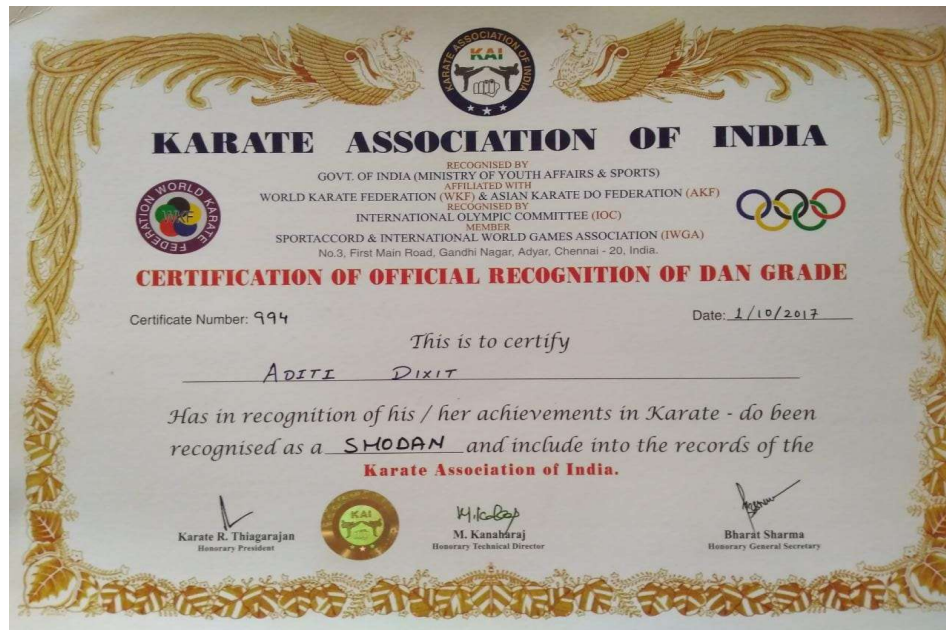 KARATE ASSOCIATION OF INDIA
KAI
KARATE ASSOCIATION OF INDIA
RECOGNISED BY
GOVT. OF INDIA (MINISTRY OF YOUTH AFFAIRS & SPORTS)
AFFILIATED WITH
WORLD KARATE FEDERATION (WKF) & ASIAN KARATE DO FEDERATION (AKF)
RECOGNISED BY
INTERNATIONAL OLYMPIC COMMITTEE (IOC)
MEMBER
SPORTACCORD & INTERNATIONAL WORLD GAMES ASSOCIATION (IWGA)
No.3, First Main Road, Gandhi Nagar, Adyar, Chennai - 20, India.
WORLD KARATE FEDERATION
WKF
CERTIFICATION OF OFFICIAL RECOGNITION OF DAN GRADE
Certificate Number: 994 Date: 1/10/2017
This is to certify
ADITI DIXIT
Has in recognition of his / her achievements in Karate - do been
recognised as a SHODAN and include into the records of the
Karate Association of India.
KAI
Karate R. Thiagarajan M. Kanaharaj Bharat Sharma
Honorary President Honorary Technical Director Honorary General Secretary